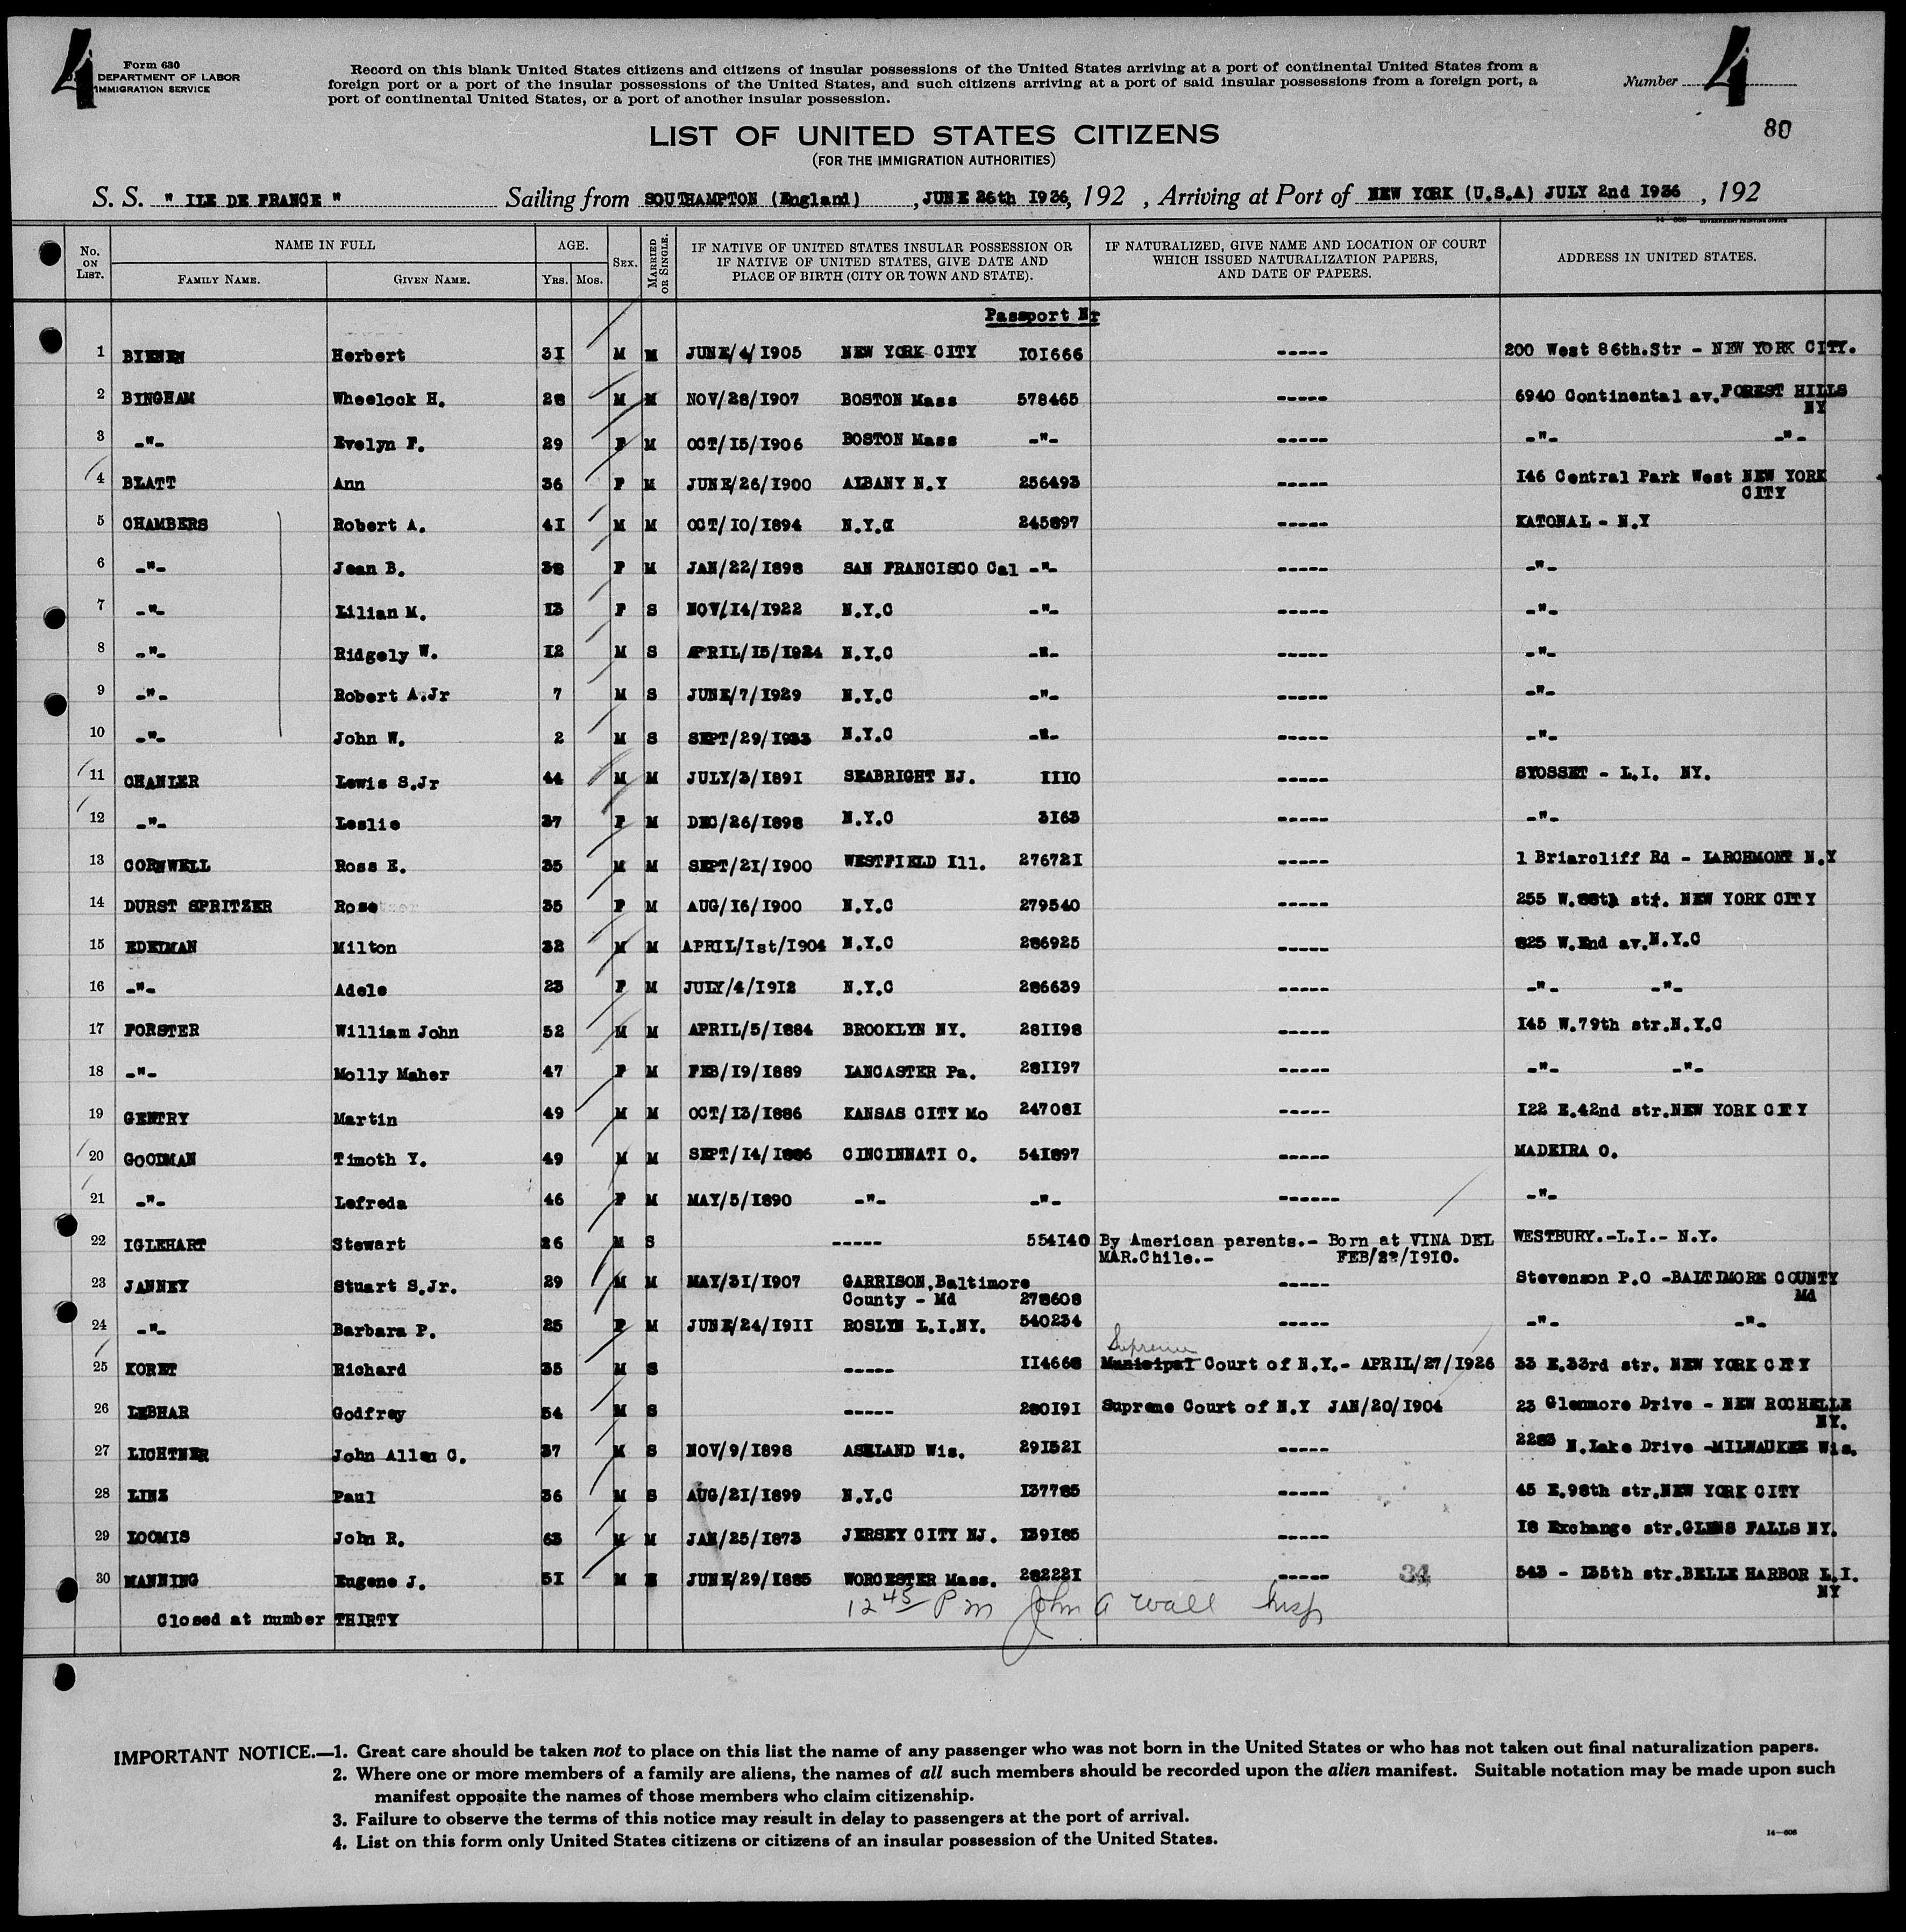 4
Form 630
DEPARTMENT OF LABOR
IMMIGRATION SERVICE
Record on this blank United States citizens and citizens of insular possessions of the United States arriving at a port of continental United States from a
foreign port or a port of the insular possessions of the United States, and such citizens arriving at a port of said insular possessions from a foreign port, a
port of continental United States, or a port of another insular possession.
Number 4
80
LIST OF UNITED STATES CITIZENS
(FOR THE IMMIGRATION AUTHORITIES)
S. S. " ILE DE FRANCE " Sailing from SOUTHAMPTON (England) , JUNE 26th 1936, 192 , Arriving at Port of NEW YORK (U.S.A) JULY 2nd 1936 , 192
No. ON LIST. NAME IN FULL FAMILY NAME. GIVEN NAME. AGE. YRS. MOS. SEX. MARRIED OR SINGLE. IF NATIVE OF UNITED STATES INSULAR POSSESSION OR IF NATIVE OF UNITED STATES, GIVE DATE AND PLACE OF BIRTH (CITY OR TOWN AND STATE). IF NATURALIZED, GIVE NAME AND LOCATION OF COURT WHICH ISSUED NATURALIZATION PAPERS, AND DATE OF PAPERS. ADDRESS IN UNITED STATES.
Passport Nr
1 BIENEN Herbert 31 M M JUNE/4/1905 NEW YORK CITY 101666 ----- 200 West 86th.Str - NEW YORK CITY.
2 BINGHAM Wheelock H. 28 M M NOV/28/1907 BOSTON Mass 578465 ----- 6940 Continental av. FOREST HILLS NY
3 -"- Evelyn F. 29 F M OCT/15/1906 BOSTON Mass -"- ----- -"- -"-
4 BLATT Ann 36 F M JUNE/26/1900 ALBANY N.Y 256493 ----- 146 Central Park West NEW YORK CITY
5 CHAMBERS Robert A. 41 M M OCT/10/1894 N.Y.C 245897 ----- KATONAL - N.Y
6 -"- Jean B. 38 F M JAN/22/1898 SAN FRANCISCO Cal -"- ----- -"-
7 -"- Lilian M. 13 F S NOV/14/1922 N.Y.C -"- ----- -"-
8 -"- Ridgely W. 12 M S APRIL/15/1924 N.Y.C -"- ----- -"-
9 -"- Robert A.Jr 7 M S JUNE/7/1929 N.Y.C -"- ----- -"-
10 -"- John W. 2 M S SEPT/29/1933 N.Y.C -"- ----- -"-
11 CHANLER Lewis S.Jr 44 M M JULY/3/1891 SEABRIGHT NJ. 1110 ----- SYOSSET - L.I. NY.
12 -"- Leslie 37 F M DEC/26/1898 N.Y.C 3163 ----- -"-
13 CORNWELL Ross E. 35 M M SEPT/21/1900 WESTFIELD Ill. 276721 ----- 1 Briarcliff Rd - LARCHMONT N.Y
14 DURST SPRITZER Rose 35 F M AUG/16/1900 N.Y.C 279540 ----- 255 W.88th str. NEW YORK CITY
15 EDELMAN Milton 32 M M APRIL/1st/1904 N.Y.C 286925 ----- 825 W.End av.N.Y.C
16 -"- Adele 23 F M JULY/4/1912 N.Y.C 286639 ----- -"- -"-
17 FORSTER William John 52 M M APRIL/5/1884 BROOKLYN NY. 281198 ----- 145 W.79th str.N.Y.C
18 -"- Molly Maher 47 F M FEB/19/1889 LANCASTER Pa. 281197 ----- -"- -"-
19 GENTRY Martin 49 M M OCT/13/1886 KANSAS CITY Mo 247081 ----- 122 E.42nd str.NEW YORK CITY
20 GOODMAN Timoth Y. 49 M M SEPT/14/1886 CINCINNATI O. 541897 ----- MADEIRA O.
21 -"- Lefreda 46 F M MAY/5/1890 -"- -"- ------ -"-
22 IGLEHART Stewart 26 M S ----- 554140 By American parents.- Born at VINA DEL MAR.Chile.- FEB/22/1910. WESTBURY.-L.I.- N.Y.
23 JANNEY Stuart S.Jr. 29 M M MAY/31/1907 GARRISON,Baltimore County - Md 278608 ----- Stevenson P.O -BALTIMORE COUNTY Md
24 -"- Barbara P. 25 F M JUNE/24/1911 ROSLYN L.I.NY. 540234 ----- -"- -"-
Supreme
25 KORET Richard 35 M S ----- 114668 Municipal Court of N.Y.- APRIL/27/1926 33 E.33rd str. NEW YORK CITY
26 LEBHAR Godfrey 54 M S ----- 280191 Supreme Court of N.Y JAN/20/1904 23 Glenmore Drive - NEW ROCHELLE NY.
27 LICHTNER John Allen C. 37 M S NOV/9/1898 ASHLAND Wis. 291521 ----- 2263 N.Lake Drive -MILWAUKEE Wis.
28 LINZ Paul 36 M S AUG/21/1899 N.Y.C 137785 ----- 45 E.98th str.NEW YORK CITY
29 LOOMIS John R. 63 M M JAN/25/1873 JERSEY CITY NJ. 139185 ----- 18 Exchange str.GLENS FALLS NY.
30 MANNING Eugene J. 51 M M JUNE/29/1885 WORCESTER Mass. 282221 ----- 34 543 - 135th str.BELLE HARBOR L.I. NY
12 45 P m John A Wall Insp
Closed at number THIRTY
IMPORTANT NOTICE.—1. Great care should be taken not to place on this list the name of any passenger who was not born in the United States or who has not taken out final naturalization papers.
2. Where one or more members of a family are aliens, the names of all such members should be recorded upon the alien manifest. Suitable notation may be made upon such
manifest opposite the names of those members who claim citizenship.
3. Failure to observe the terms of this notice may result in delay to passengers at the port of arrival.
4. List on this form only United States citizens or citizens of an insular possession of the United States.
14—606